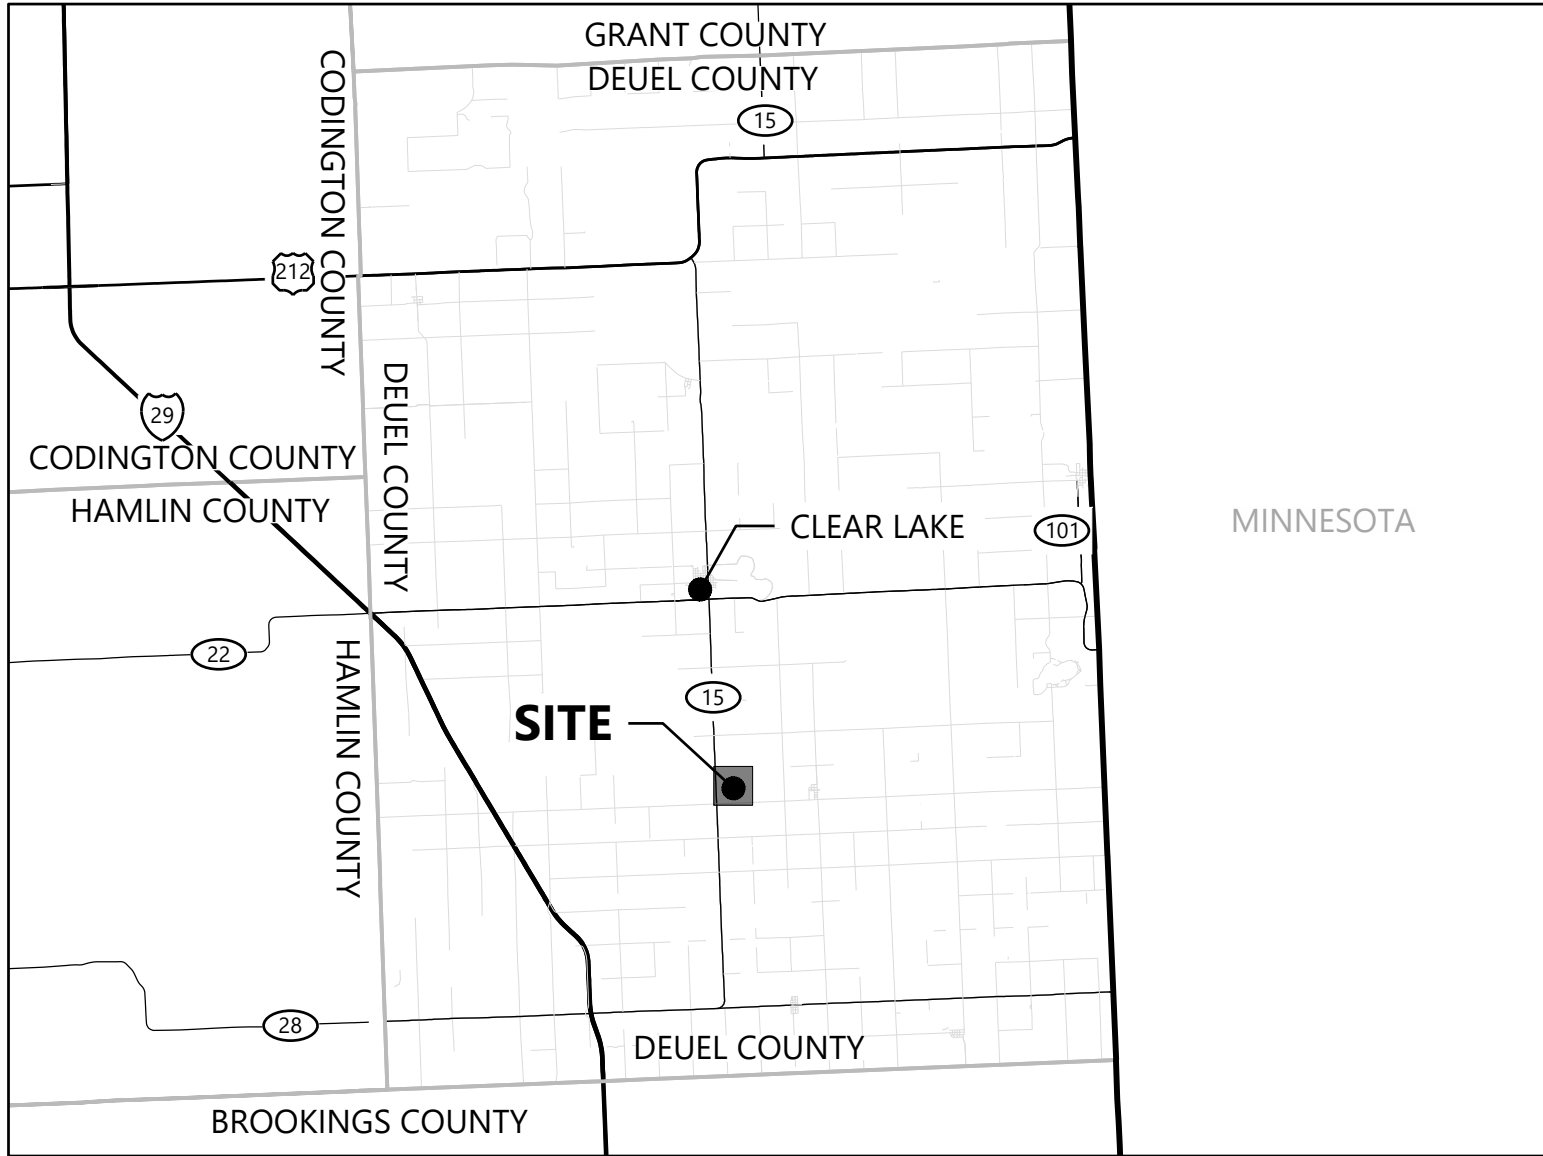 GRANT COUNTY
DEUEL COUNTY
15
CODINGTON COUNTY
212
DEUEL COUNTY
29
CODINGTON COUNTY
HAMLIN COUNTY
CLEAR LAKE
101
MINNESOTA
22
HAMLIN COUNTY
15
SITE
28
DEUEL COUNTY
BROOKINGS COUNTY